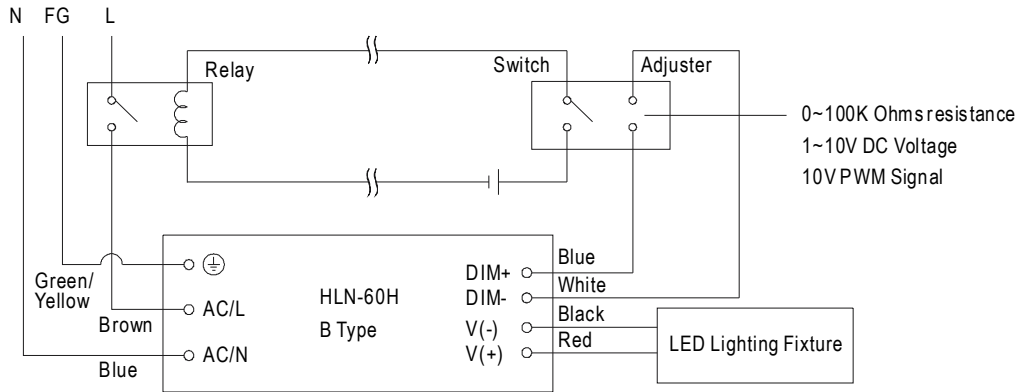 N FG L
Relay
Switch
Adjuster
0~100K Ohms resistance
1~10V DC Voltage
10V PWM Signal
Green/
Yellow
Brown
Blue
AC/L
AC/N
HLN-60H
B Type
DIM+
DIM-
V(-)
V(+)
Blue
White
Black
Red
LED Lighting Fixture